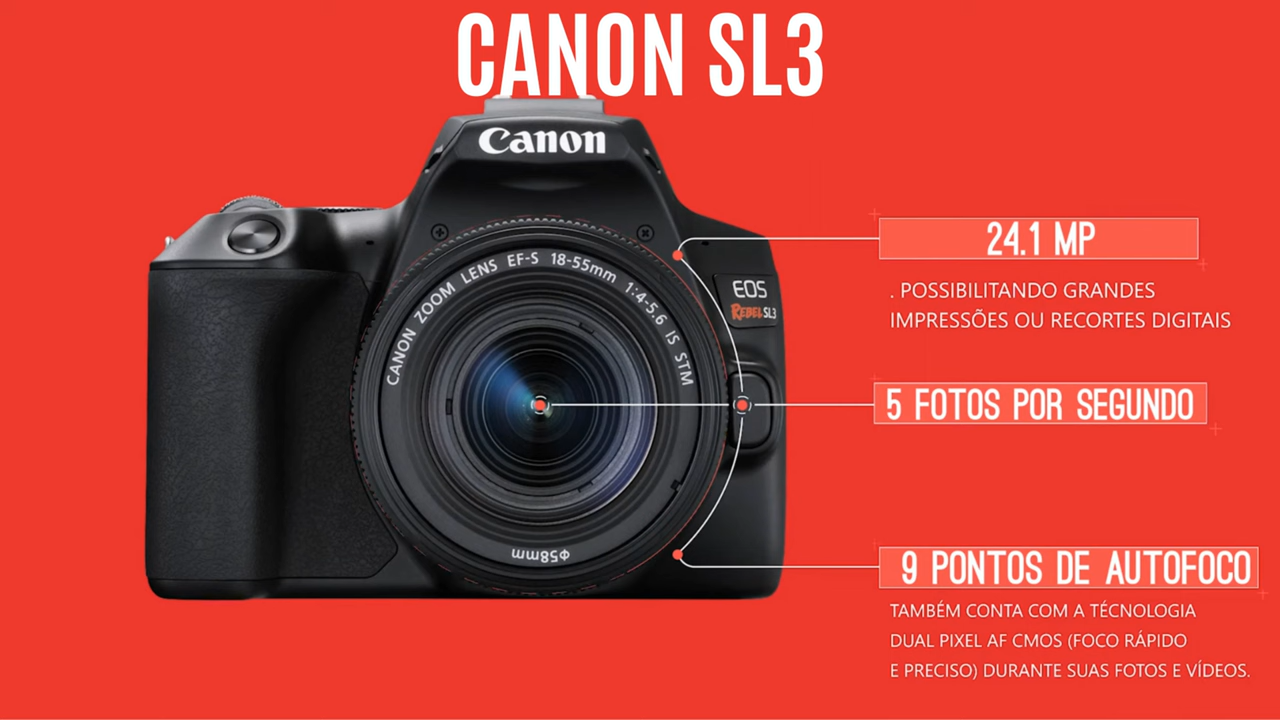 CANON SL3
Canon
CANON ZOOM LENS EF-S 18-55mm 1:4-5.6 IS STM
EOS
REBEL SL3
φ58mm
24.1 MP
. POSSIBILITANDO GRANDES
IMPRESSÕES OU RECORTES DIGITAIS
5 FOTOS POR SEGUNDO
9 PONTOS DE AUTOFOCO
TAMBÉM CONTA COM A TÉCNOLOGIA
DUAL PIXEL AF CMOS (FOCO RÁPIDO
E PRECISO) DURANTE SUAS FOTOS E VÍDEOS.